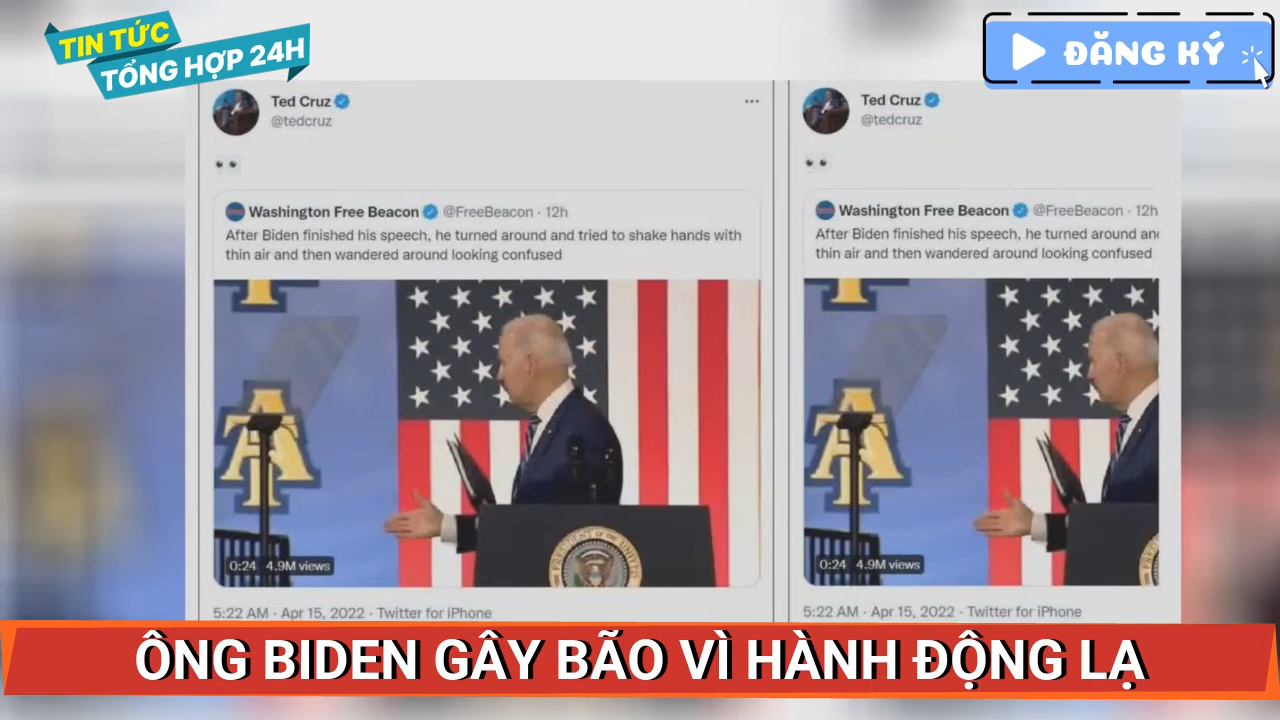 TIN TỨC
TỔNG HỢP 24H
ĐĂNG KÝ
Ted Cruz
@tedcruz
Washington Free Beacon @FreeBeacon · 12h
After Biden finished his speech, he turned around and tried to shake hands with
thin air and then wandered around looking confused
0:24 4.9M views
PRESIDENT OF THE UNITED
5:22 AM · Apr 15, 2022 · Twitter for iPhone
Ted Cruz
@tedcruz
Washington Free Beacon @FreeBeacon · 12h
After Biden finished his speech, he turned around an
thin air and then wandered around looking confused
0:24 4.9M views
5:22 AM · Apr 15, 2022 · Twitter for iPhone
ÔNG BIDEN GÂY BÃO VÌ HÀNH ĐỘNG LẠ